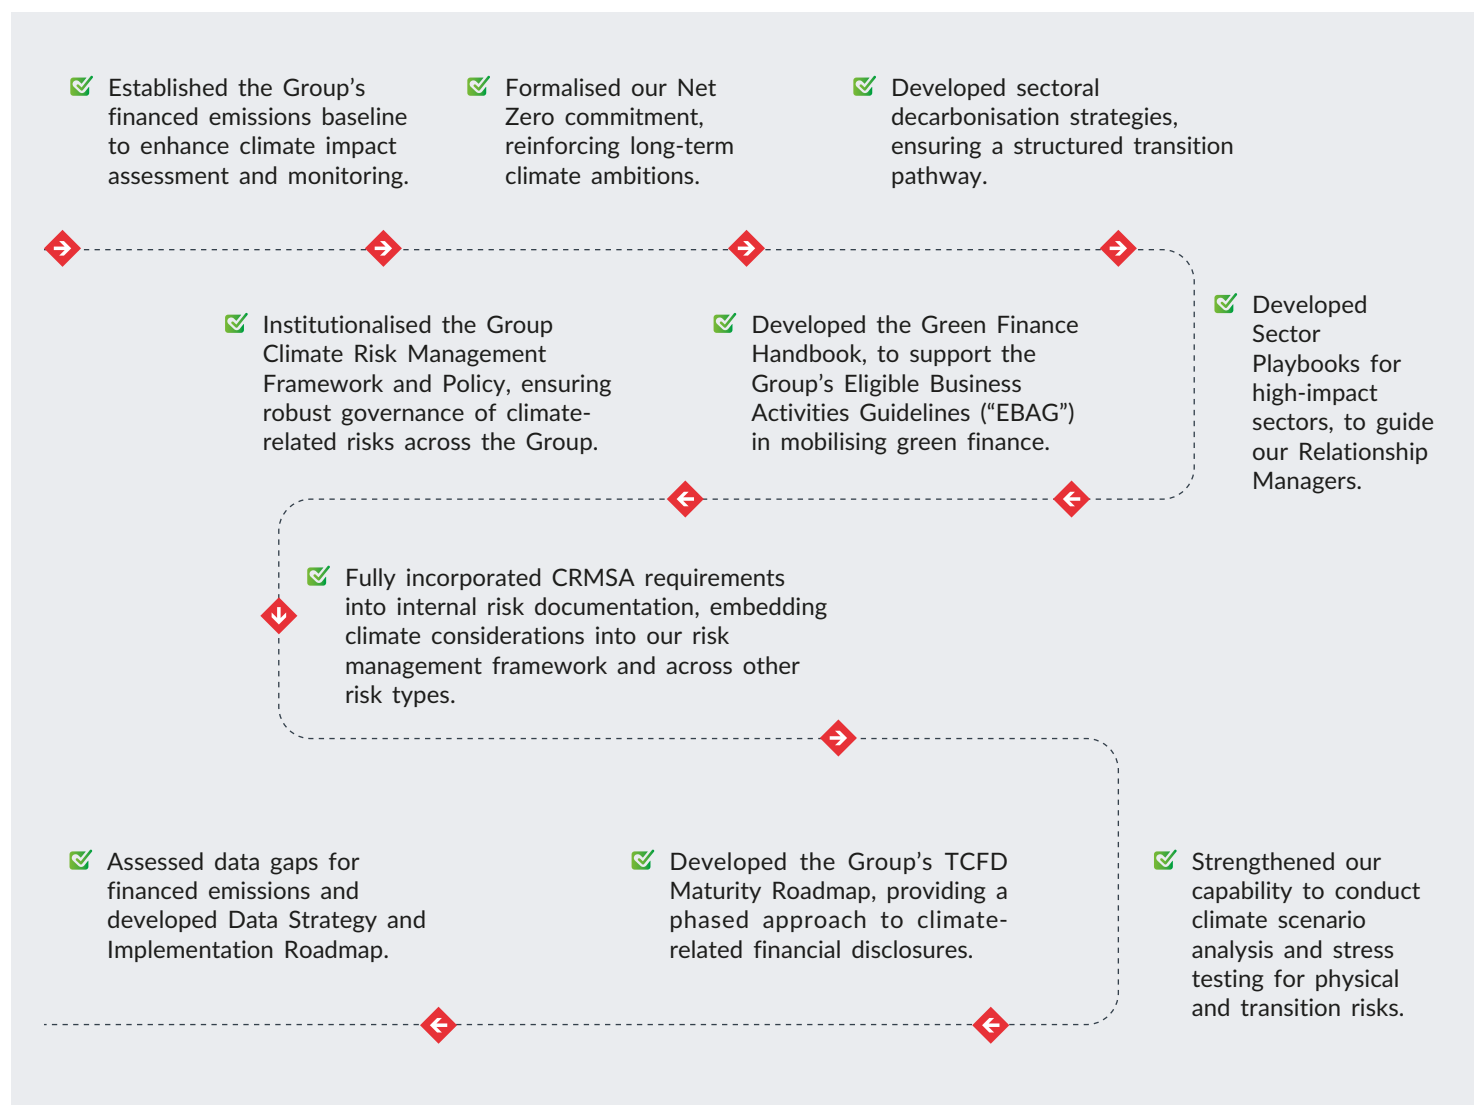 Established the Group's
financed emissions baseline
to enhance climate impact
assessment and monitoring.
Formalised our Net
Zero commitment,
reinforcing long-term
climate ambitions.
Developed sectoral
decarbonisation strategies,
ensuring a structured transition
pathway.
Developed
Sector
Playbooks for
high-impact
sectors, to guide
our Relationship
Managers.
Developed the Green Finance
Handbook, to support the
Group's Eligible Business
Activities Guidelines (“EBAG”)
in mobilising green finance.
Institutionalised the Group
Climate Risk Management
Framework and Policy, ensuring
robust governance of climate-
related risks across the Group.
Fully incorporated CRMSA requirements
into internal risk documentation, embedding
climate considerations into our risk
management framework and across other
risk types.
Strengthened our
capability to conduct
climate scenario
analysis and stress
testing for physical
and transition risks.
Developed the Group's TCFD
Maturity Roadmap, providing a
phased approach to climate-
related financial disclosures.
Assessed data gaps for
financed emissions and
developed Data Strategy and
Implementation Roadmap.